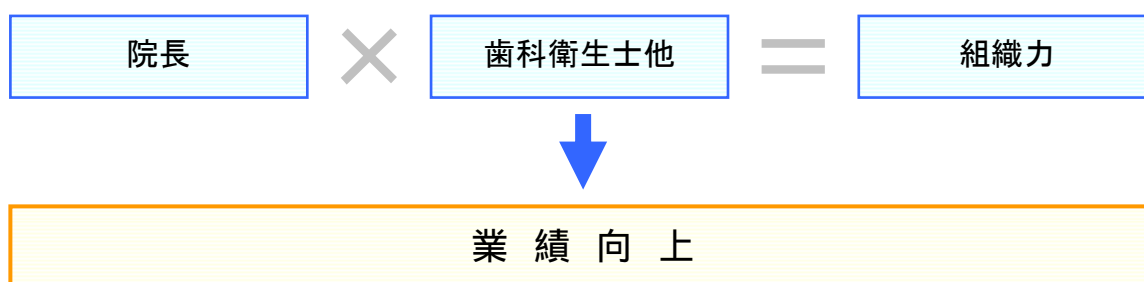 院長 × 歯科衛生士他 = 組織力
業 績 向 上